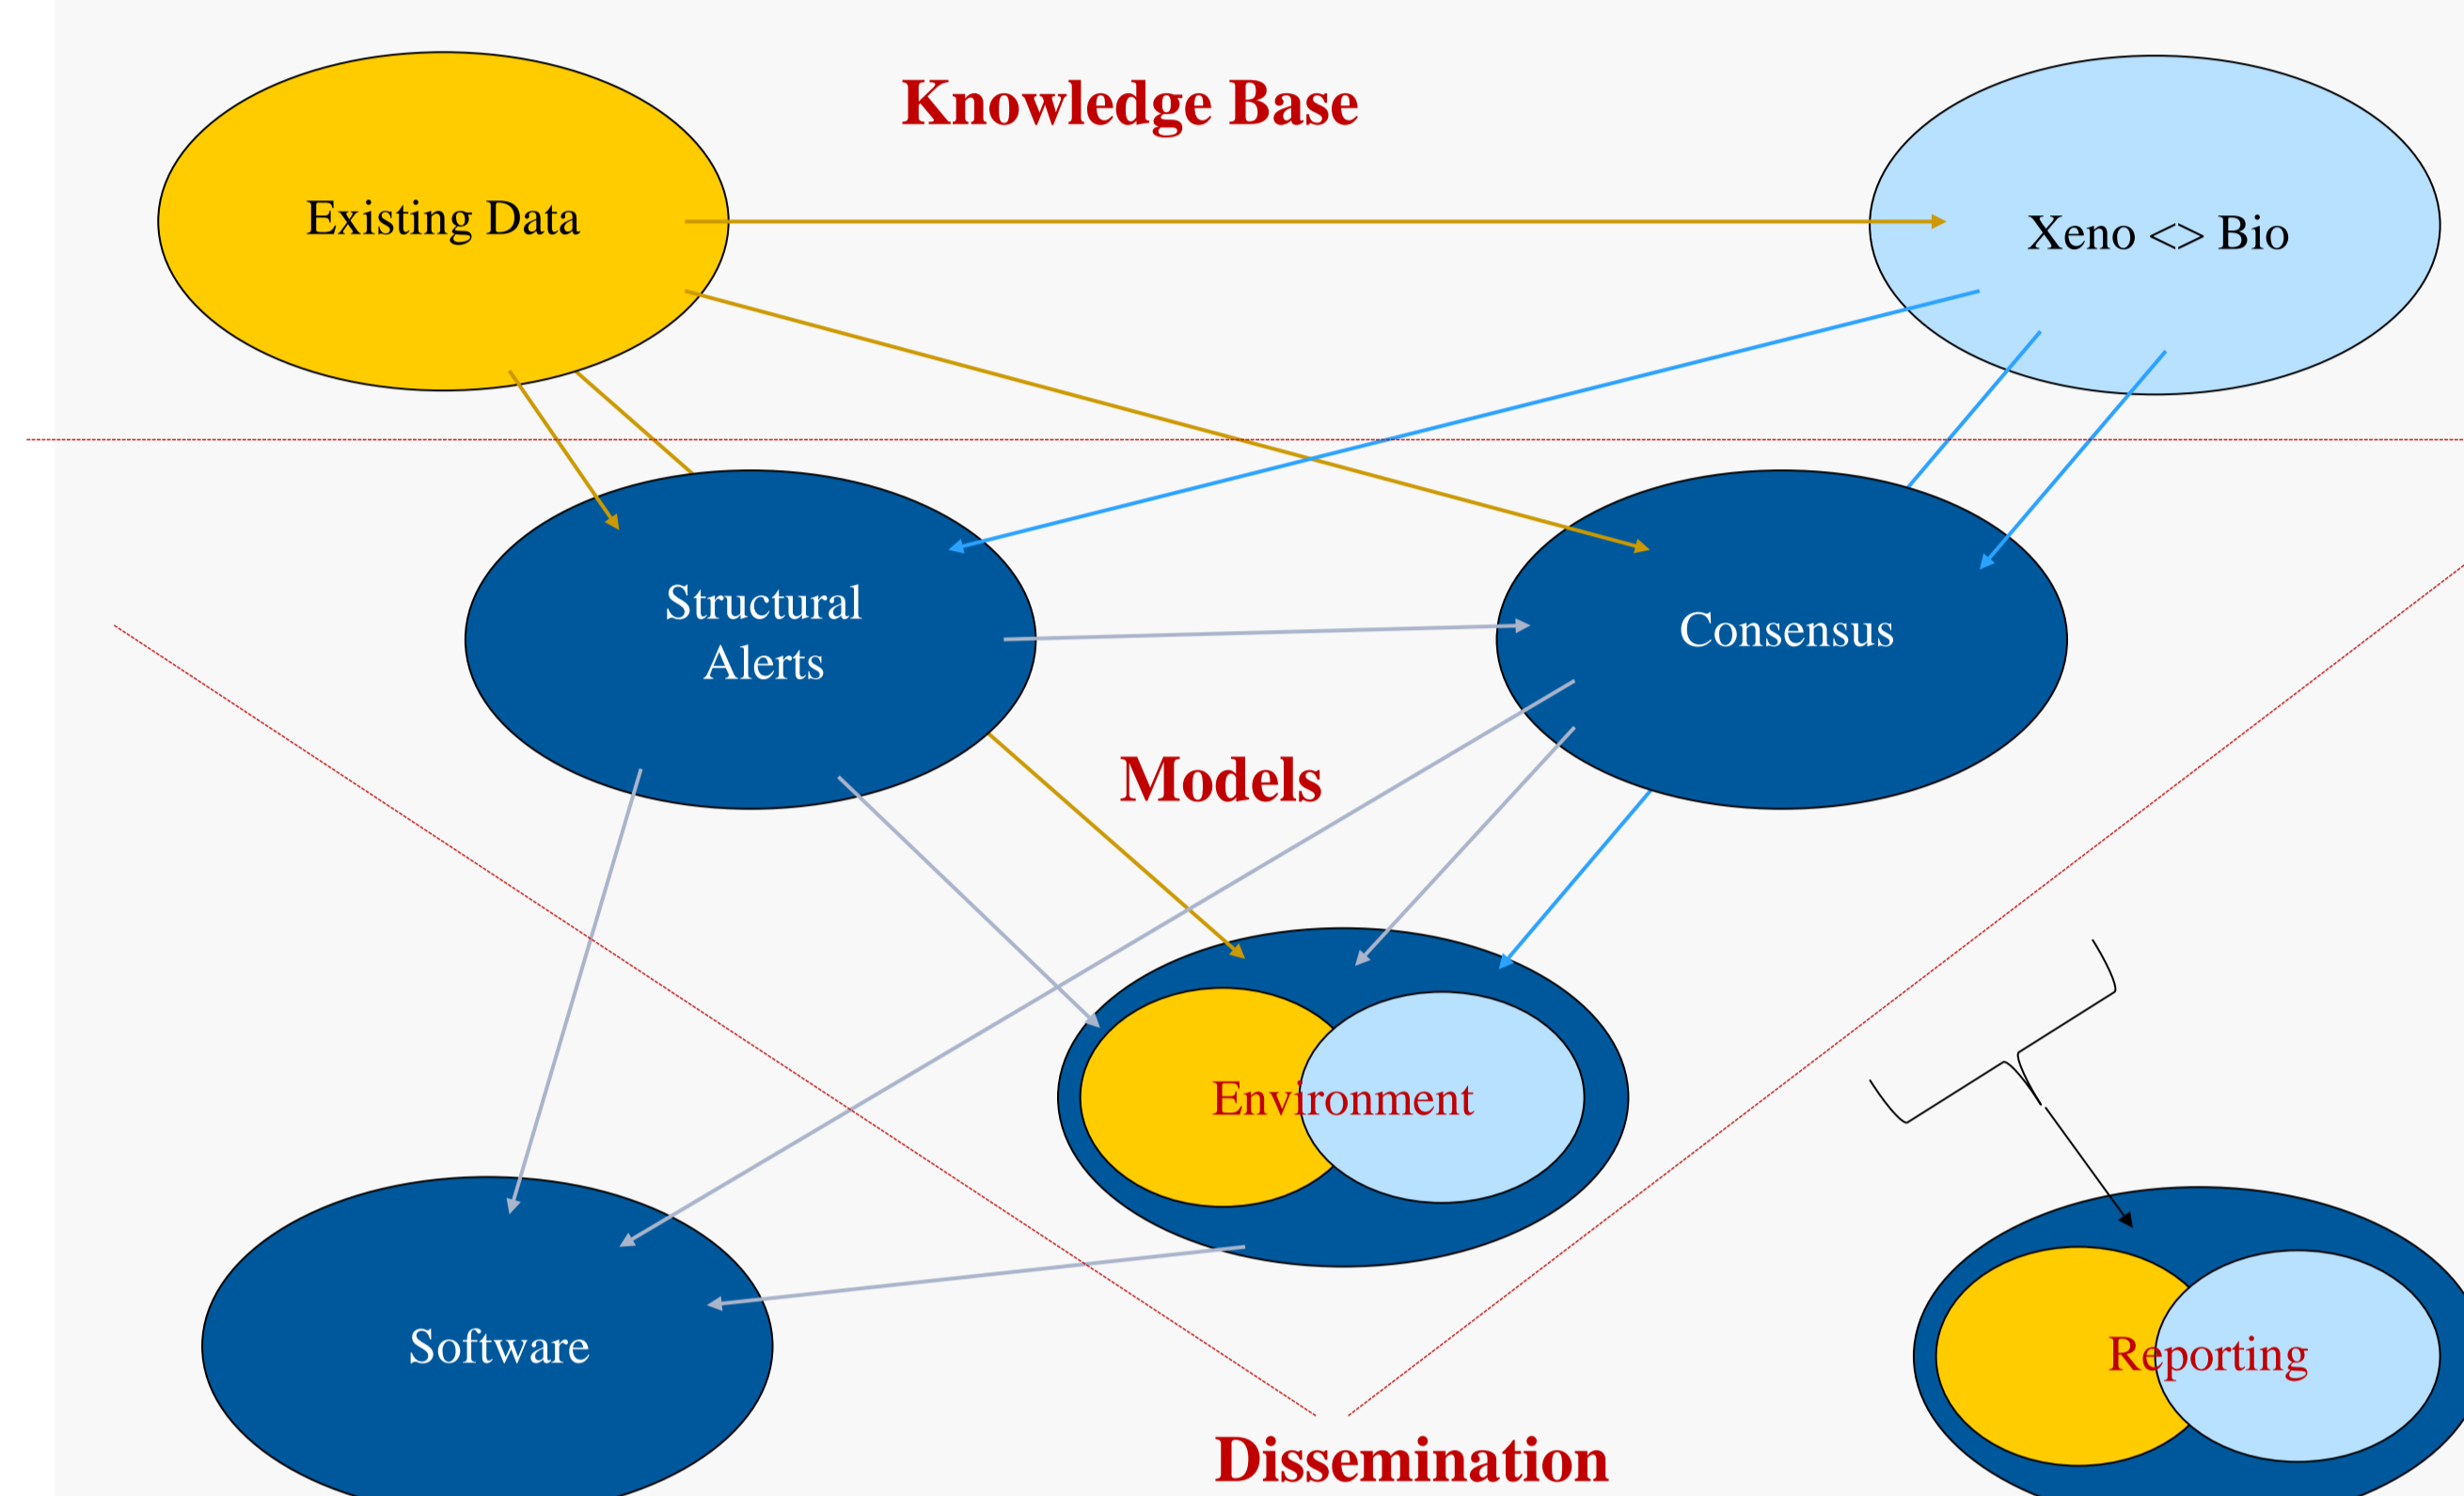 Knowledge Base
Existing Data
Xeno <> Bio
Structural
Alerts
Consensus
Models
Environment
Software
Reporting
Dissemination